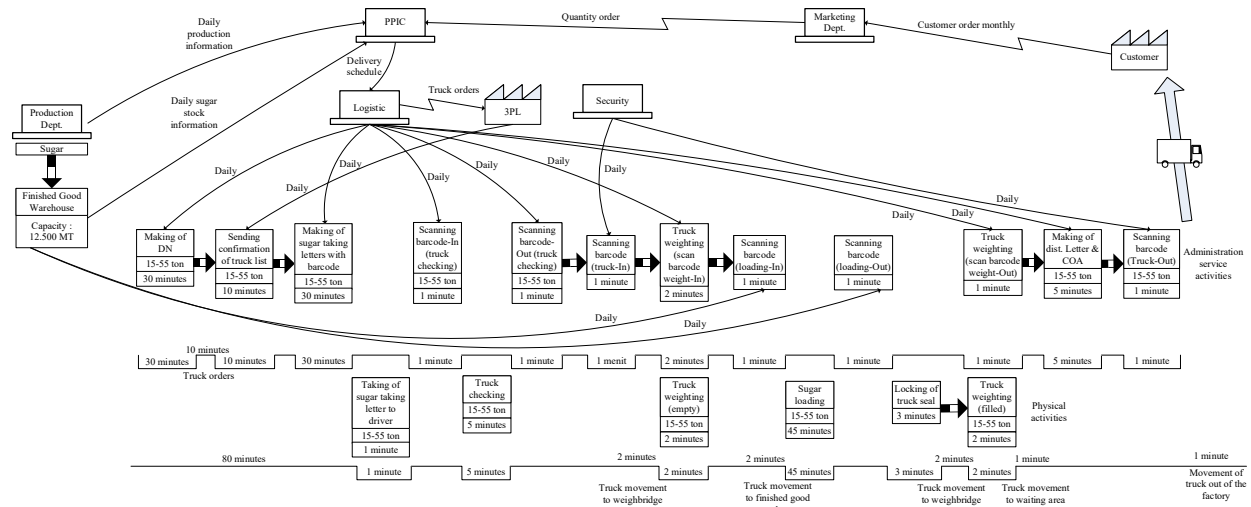 Daily
production
information
PPIC
Quantity order
Marketing
Dept.
Customer order monthly
Customer
Delivery
schedule
Daily sugar
stock
information
Production
Dept.
Sugar
Logistic
Truck orders
3PL
Security
Finished Good
Warehouse
Capacity :
12.500 MT
Daily
Daily
Daily
Daily
Daily
Daily
Daily
Daily
Daily
Daily
Making of
DN
15-55 ton
30 minutes
Sending
confirmation
of truck list
15-55 ton
10 minutes
Making of
sugar taking
letters with
barcode
15-55 ton
30 minutes
Scanning
barcode-In
(truck
checking)
15-55 ton
1 minute
Scanning
barcode-
Out (truck
checking)
15-55 ton
1 minute
Scanning
barcode
(truck-In)
1 minute
Truck
weighting
(scan
barcode
weight-In)
2 minutes
Scanning
barcode
(loading-In)
1 minute
Scanning
barcode
(loading-Out)
1 minute
Truck
weighting
(scan barcode
weight-Out)
1 minute
Making of
dist. Letter &
COA
15-55 ton
5 minutes
Scanning
barcode
(Truck-Out)
15-55 ton
1 minute
Administration
service
activities
Daily
Daily
10 minutes
30 minutes
10 minutes
30 minutes
1 minute
1 minute
1 menit
2 minutes
1 minute
1 minute
1 minute
5 minutes
1 minute
Truck orders
Taking of
sugar taking
letter to
driver
15-55 ton
1 minute
Truck
checking
15-55 ton
5 minutes
Truck
weighting
(empty)
15-55 ton
2 minutes
Sugar
loading
15-55 ton
45 minutes
Locking of
truck seal
3 minutes
Truck
weighting
(filled)
15-55 ton
2 minutes
Physical
activities
80 minutes
2 minutes
2 minutes
2 minutes
1 minute
1 minute
1 minute
5 minutes
2 minutes
45 minutes
3 minutes
2 minutes
Truck movement
to weighbridge
Truck movement
to finished good
Truck movement
to weighbridge
Truck movement
to waiting area
Movement of
truck out of the
factory